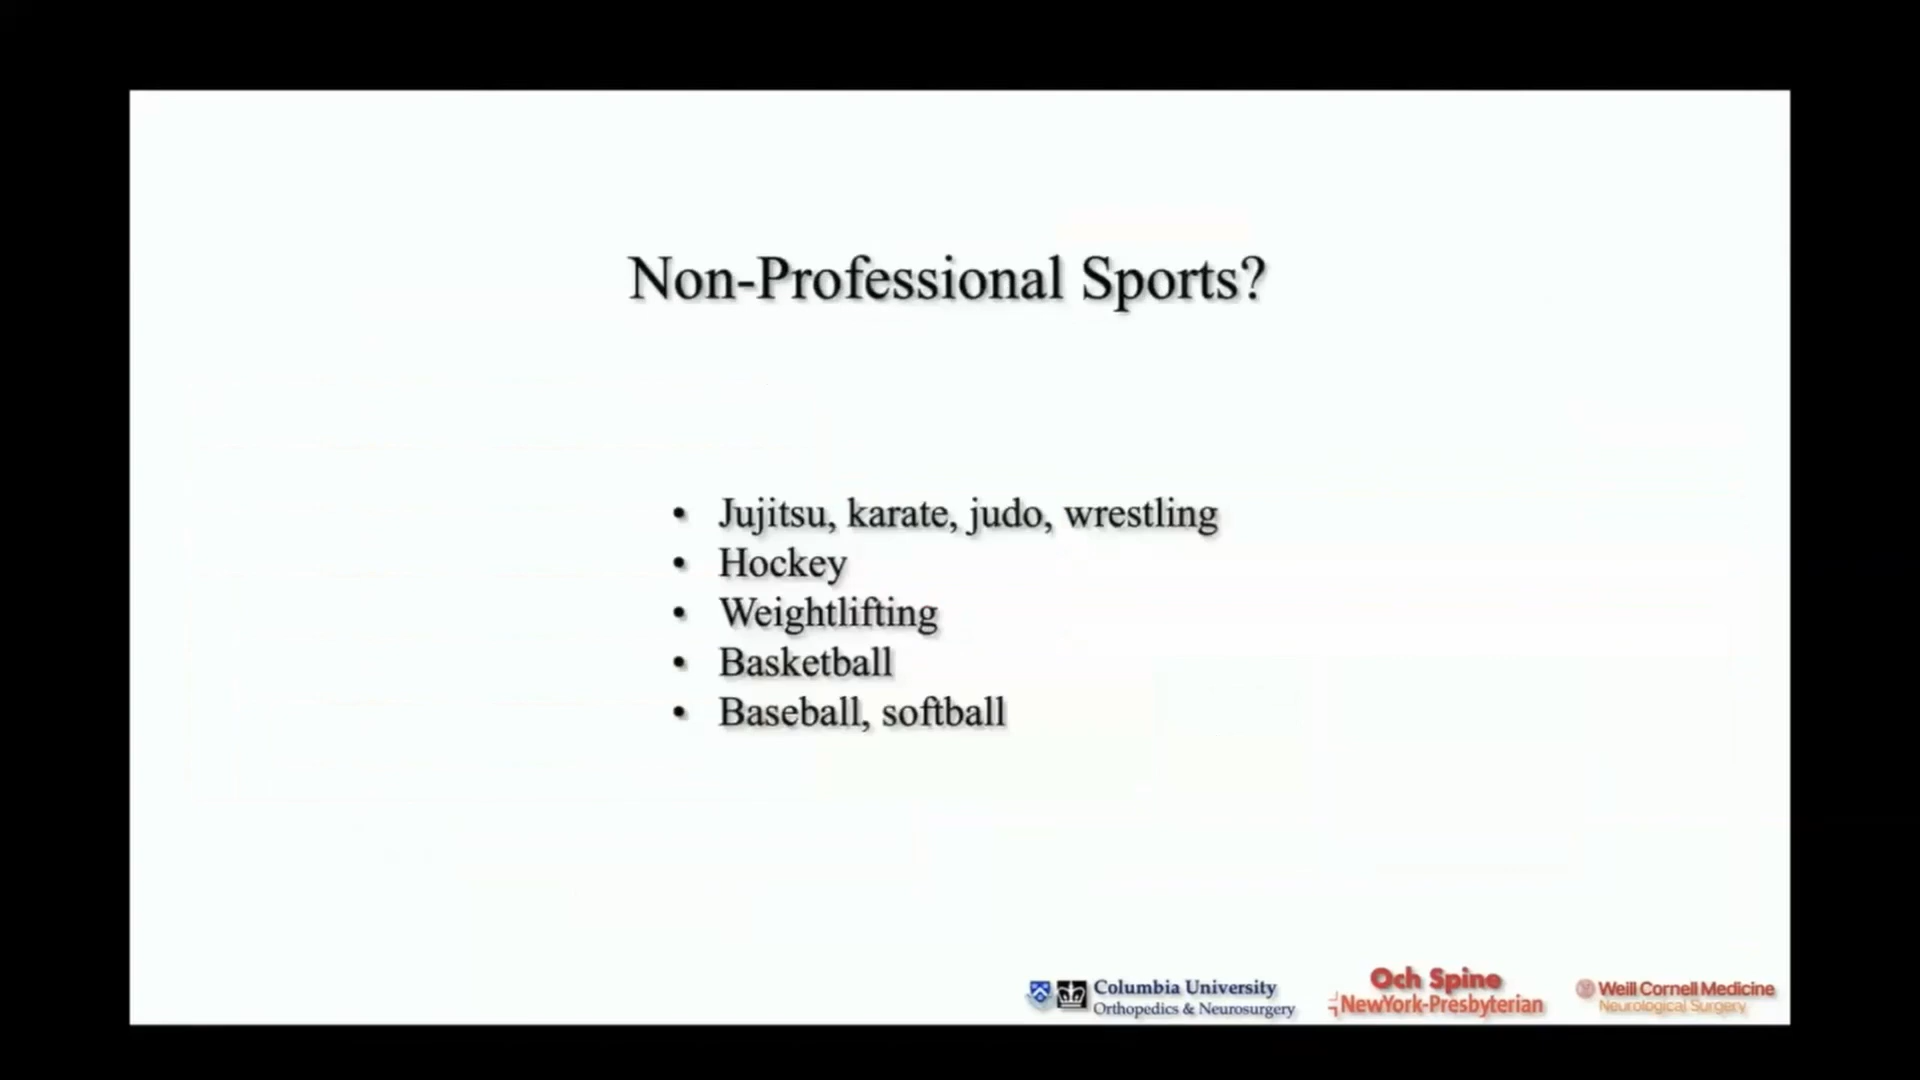 Non-Professional Sports?
• Jujitsu, karate, judo, wrestling
• Hockey
• Weightlifting
• Basketball
• Baseball, softball
Columbia University
Orthopedics & Neurosurgery
Och Spine
NewYork-Presbyterian
Weill Cornell Medicine
Neurological Surgery